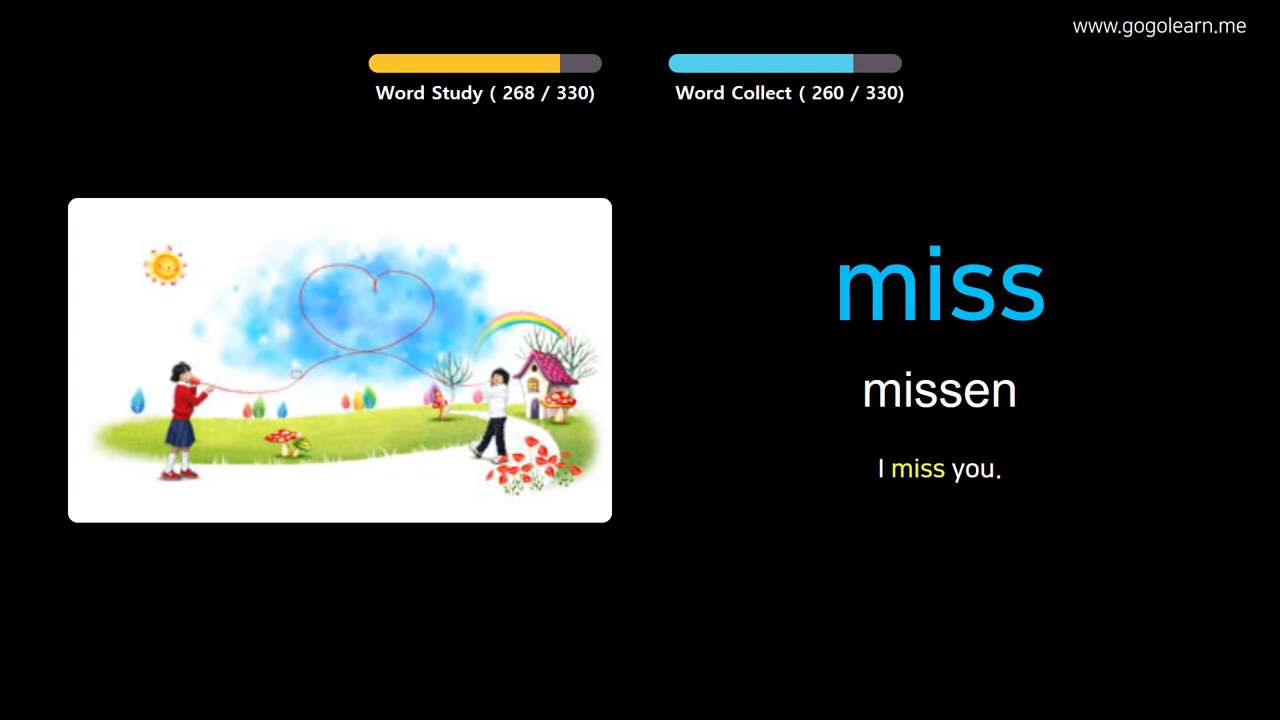 www.gogolearn.me
Word Study ( 268 / 330)
Word Collect ( 260 / 330)
miss
missen
I miss you.